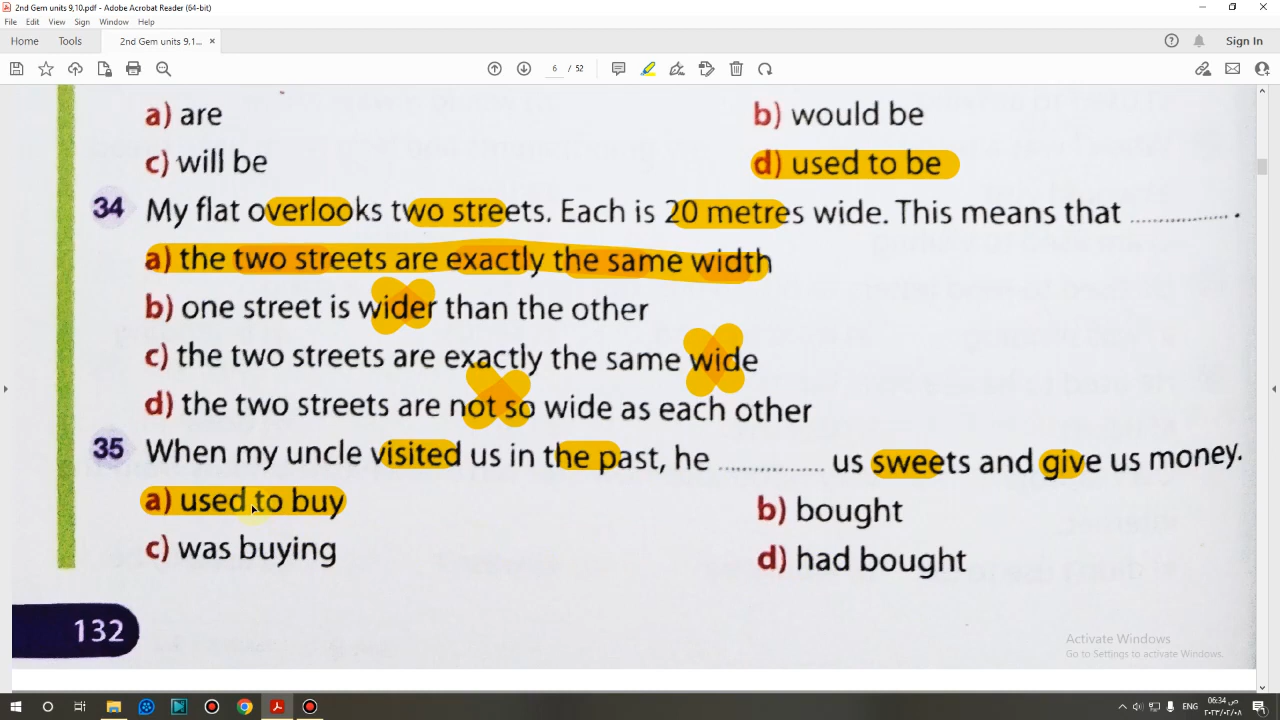 2nd Gem units 9,10.pdf - Adobe Acrobat Reader (64-bit)
File Edit View Sign Window Help
Home Tools 2nd Gem units 9.1... × Sign In
6 / 52
a) are b) would be
c) will be d) used to be
34 My flat overlooks two streets. Each is 20 metres wide. This means that .................. .
a) the two streets are exactly the same width
b) one street is wider than the other
c) the two streets are exactly the same wide
d) the two streets are not so wide as each other
35 When my uncle visited us in the past, he .................. us sweets and give us money.
a) used to buy b) bought
c) was buying d) had bought
132
Activate Windows
Go to Settings to activate Windows.
ENG 06:34 ص
٢٠٢٣/٠٢/٠٨